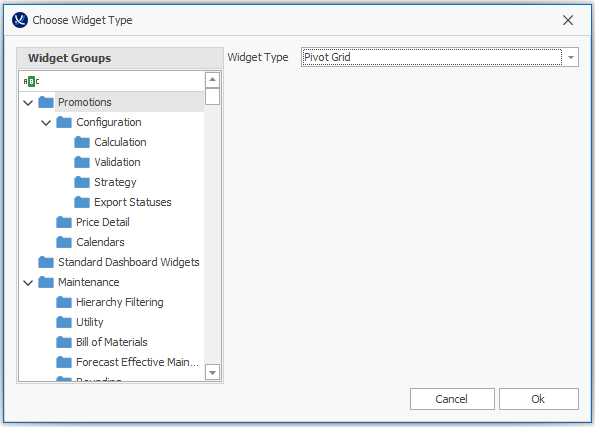 Choose Widget Type
Widget Groups
Widget Type
Pivot Grid
ABC
Promotions
Configuration
Calculation
Validation
Strategy
Export Statuses
Price Detail
Calendars
Standard Dashboard Widgets
Maintenance
Hierarchy Filtering
Utility
Bill of Materials
Forecast Effective Main...
Cancel
Ok